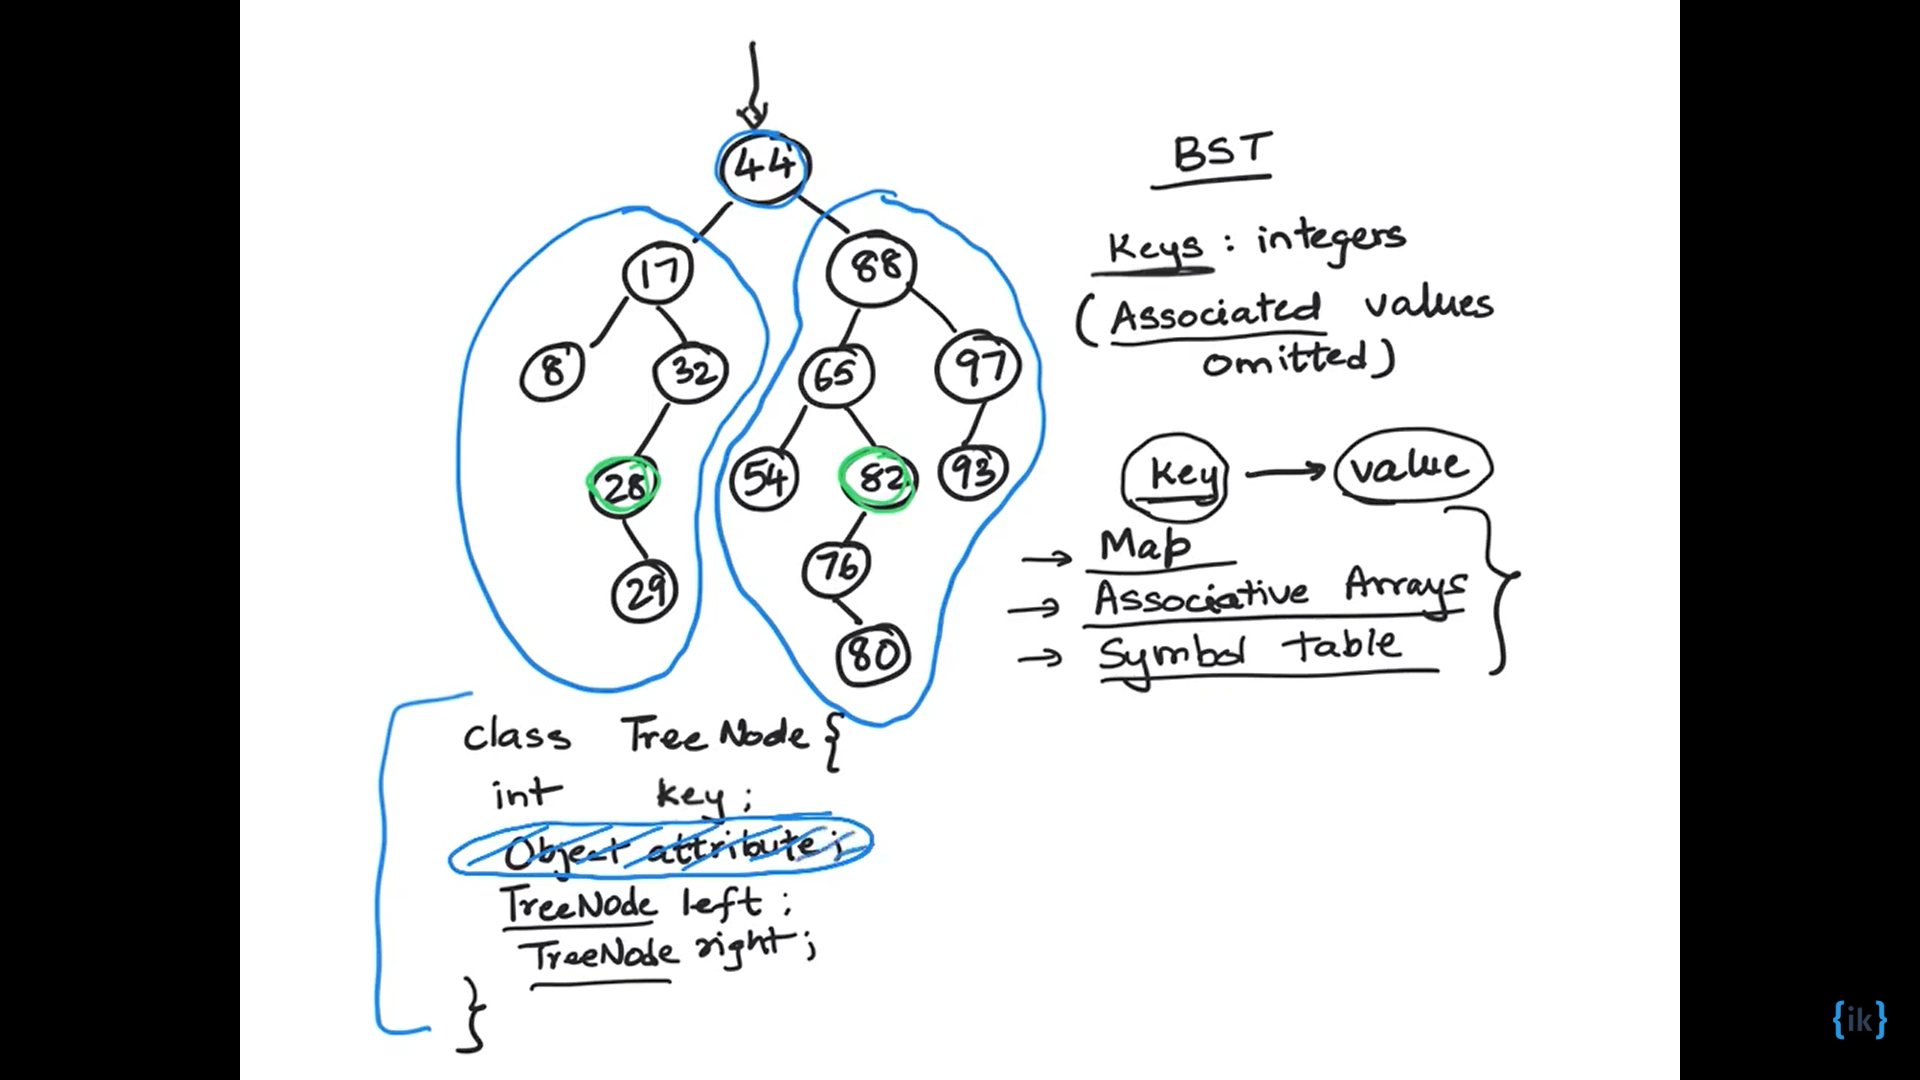 44
BST
17
88
Keys : integers
8
32
65
97
(Associated values
omitted)
28
54
82
93
key → value
29
76
→ Map
→ Associative Arrays
80
→ Symbol table
class TreeNode {
int key ;
Object attribute ;
TreeNode left ;
TreeNode right ;
}
{ik}